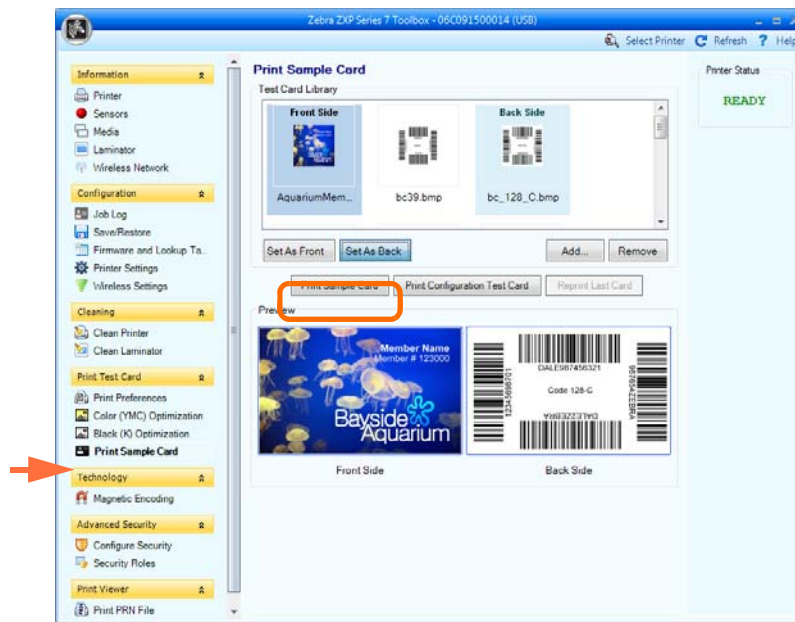 Zebra ZXP Series 7 Toolbox - 06C091500014 (USB)
Select Printer Refresh ? Help
Information
Printer
Sensors
Media
Laminator
Wireless Network
Configuration
Job Log
Save/Restore
Firmware and Lookup Ta..
Printer Settings
Wireless Settings
Cleaning
Clean Printer
Clean Laminator
Print Test Card
Print Preferences
Color (YMC) Optimization
Black (K) Optimization
Print Sample Card
Technology
Magnetic Encoding
Advanced Security
Configure Security
Security Roles
Print Viewer
Print PRN File
Print Sample Card
Test Card Library
Front Side
Back Side
AquariumMem...
bc39.bmp
bc_128_C.bmp
Set As Front
Set As Back
Add...
Remove
Print Sample Card
Print Configuration Test Card
Reprint Last Card
Preview
Member Name
Member # 123000
Bayside
Aquarium
DALE987456321
Code 128-C
Front Side
Back Side
Printer Status
READY